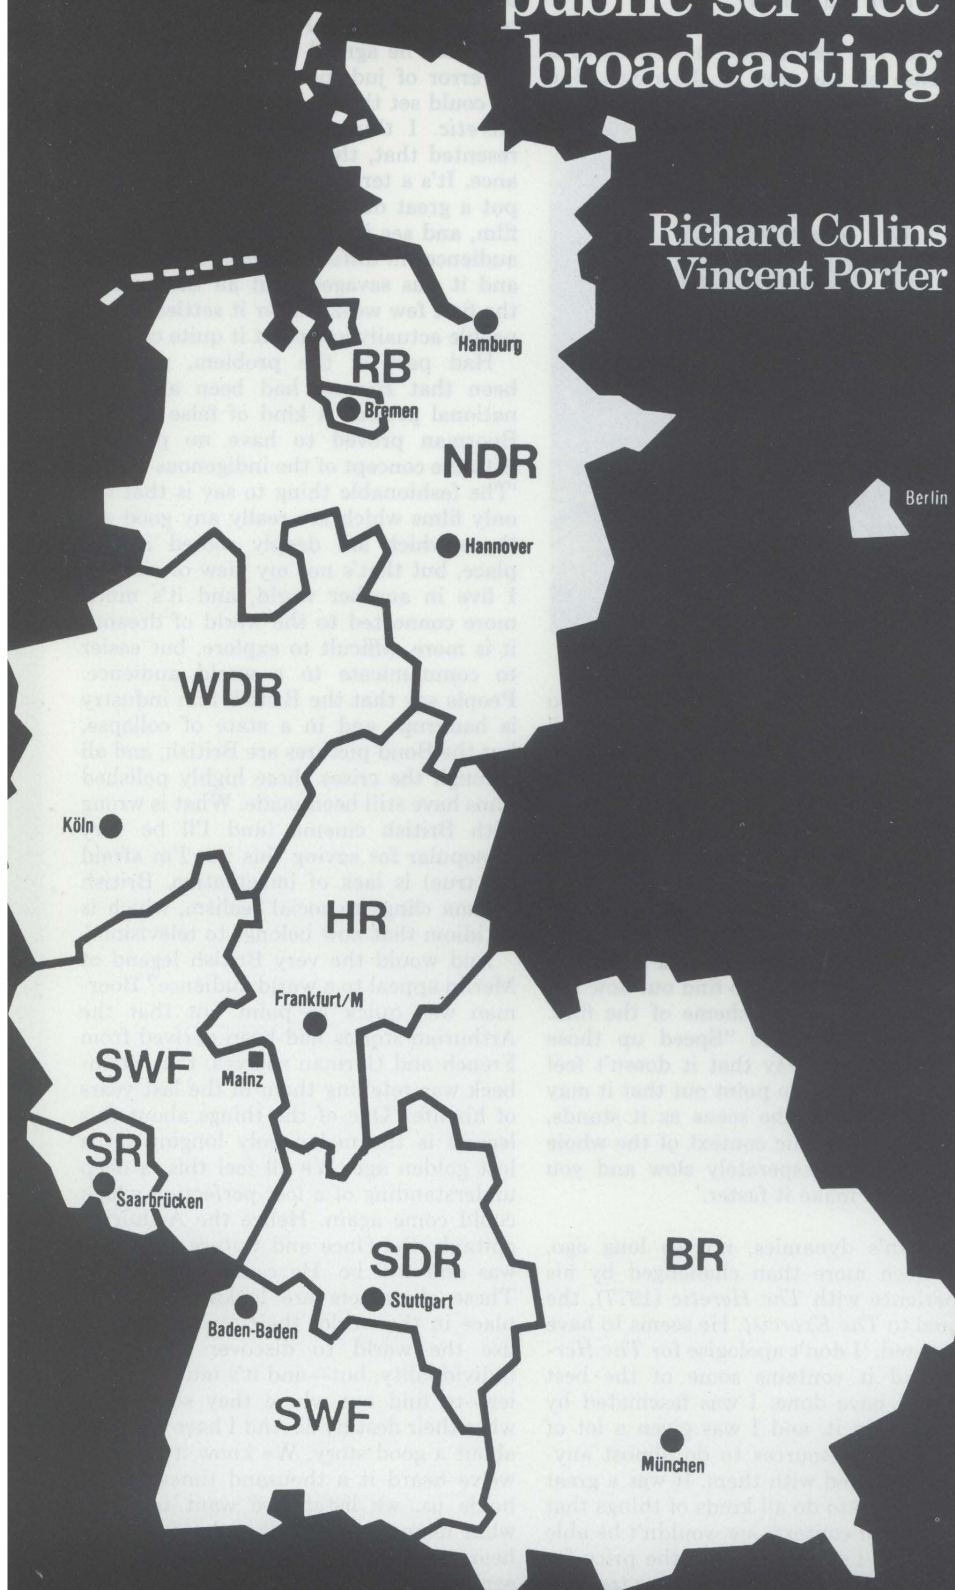 public service
broadcasting
Richard Collins
Vincent Porter
Hamburg
RB
Bremen
NDR
Berlin
Hannover
WDR
Köln
HR
Frankfurt/M
SWF
Mainz
SR
Saarbrücken
SDR
BR
Stuttgart
Baden-Baden
SWF
München